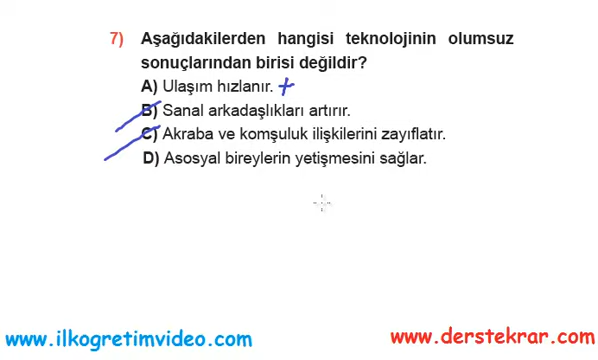 7) Aşağıdakilerden hangisi teknolojinin olumsuz
sonuçlarından birisi değildir?
A) Ulaşım hızlanır. +
B) Sanal arkadaşlıkları artırır.
C) Akraba ve komşuluk ilişkilerini zayıflatır.
D) Asosyal bireylerin yetişmesini sağlar.
www.ilkogretimvideo.com
www.derstekrar.com